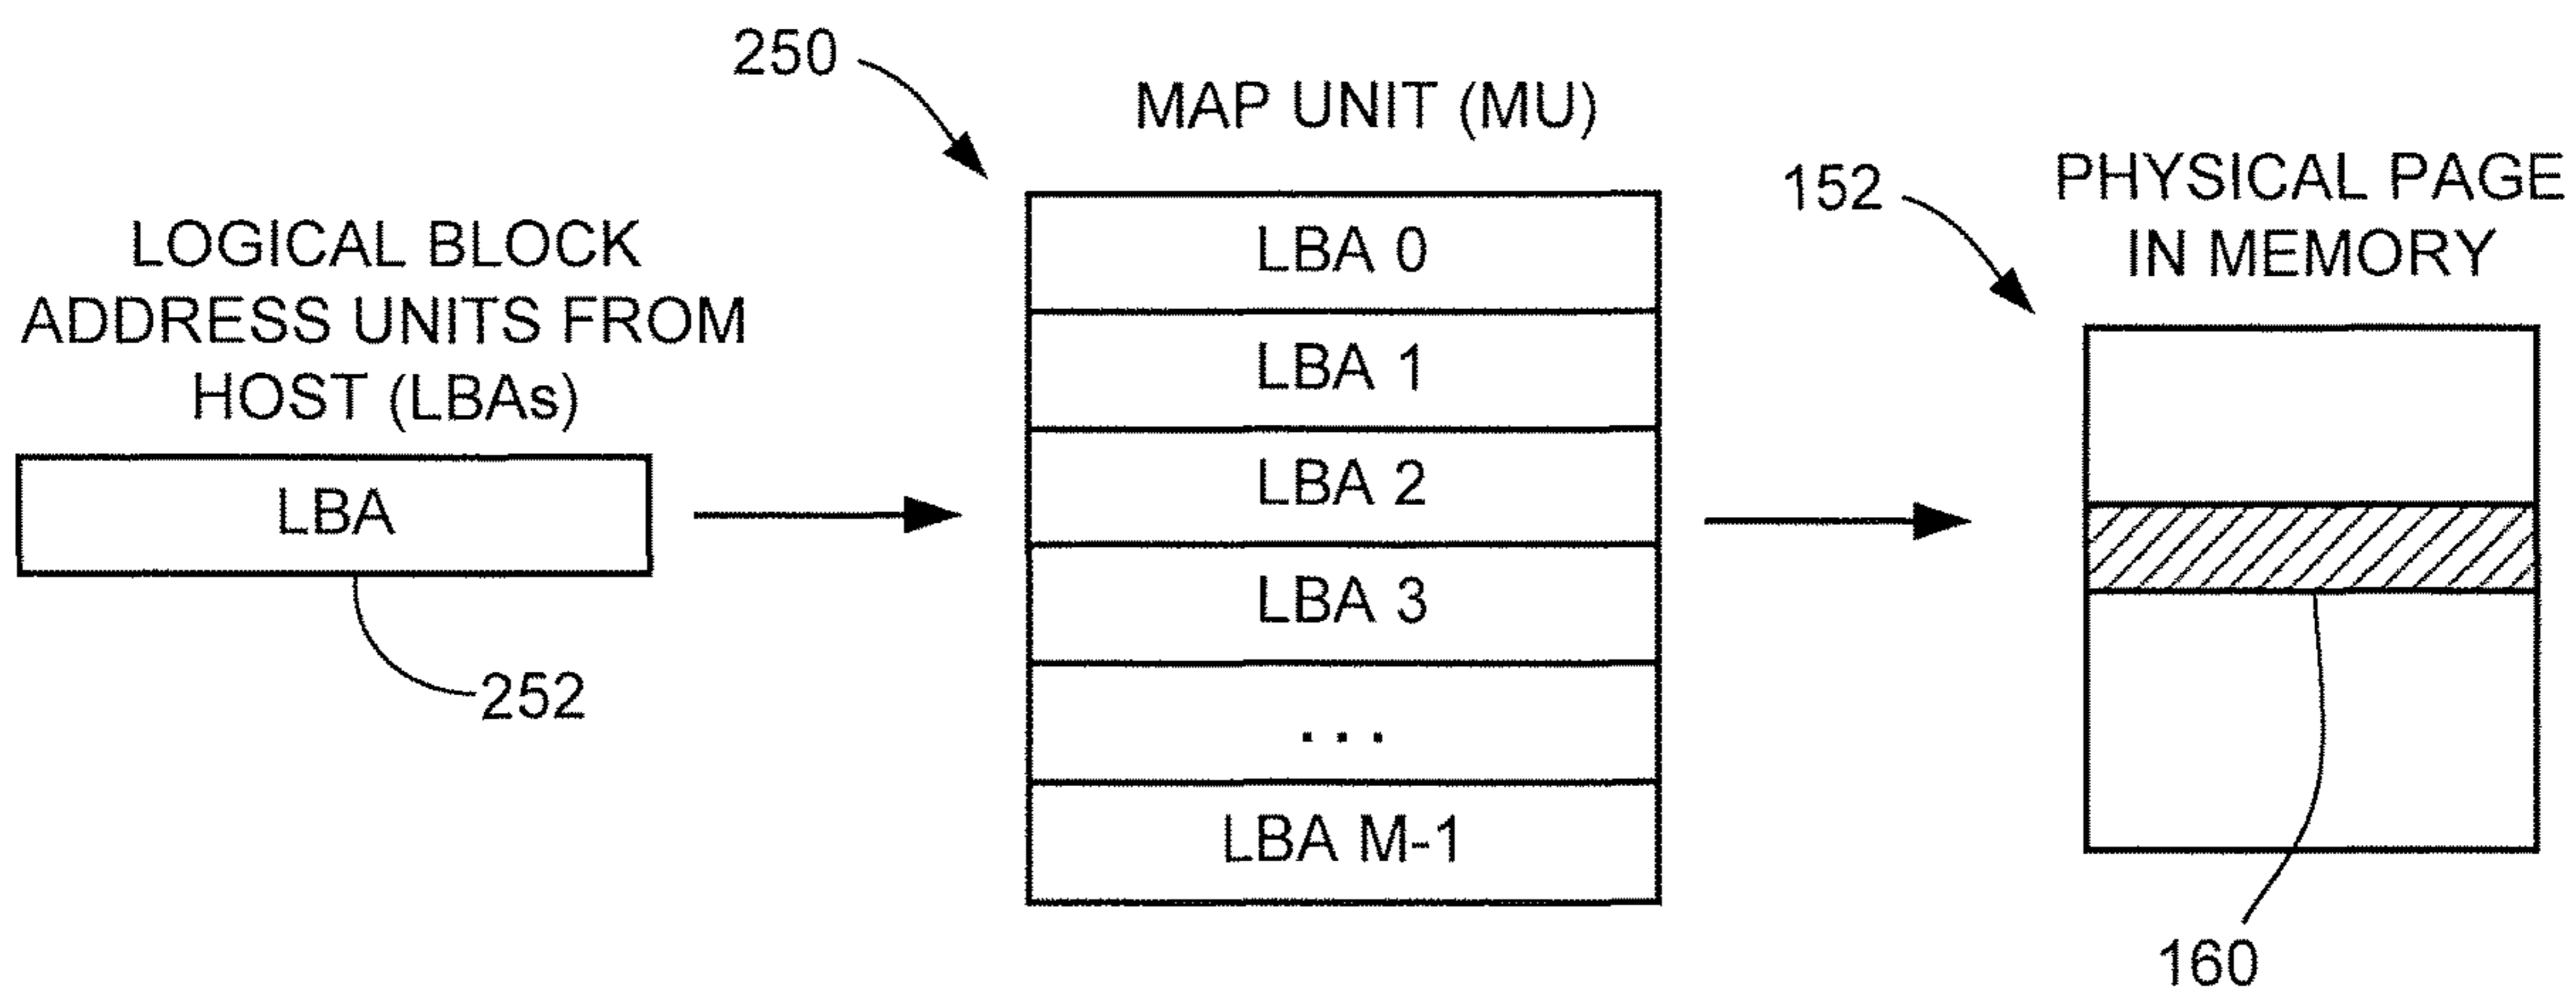 250
MAP UNIT (MU)
152
PHYSICAL PAGE
IN MEMORY
LOGICAL BLOCK
ADDRESS UNITS FROM
HOST (LBAs)
LBA
252
LBA 0
LBA 1
LBA 2
LBA 3
...
LBA M-1
160